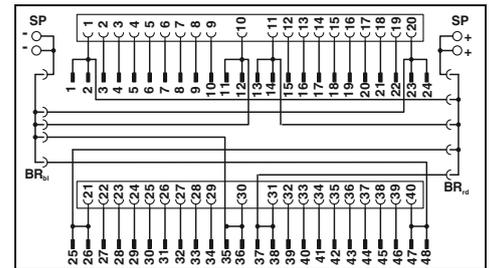 SP 1 2 3 4 5 6 7 8 9 10 11 12 13 14 15 16 17 18 19 20 SP
- +
- +
1 2 3 4 5 6 7 8 9 10 11 12 13 14 15 16 17 18 19 20 21 22 23 24
BRbl BRrd
21 22 23 24 25 26 27 28 29 30 31 32 33 34 35 36 37 38 39 40
25 26 27 28 29 30 31 32 33 34 35 36 37 38 39 40 41 42 43 44 45 46 47 48